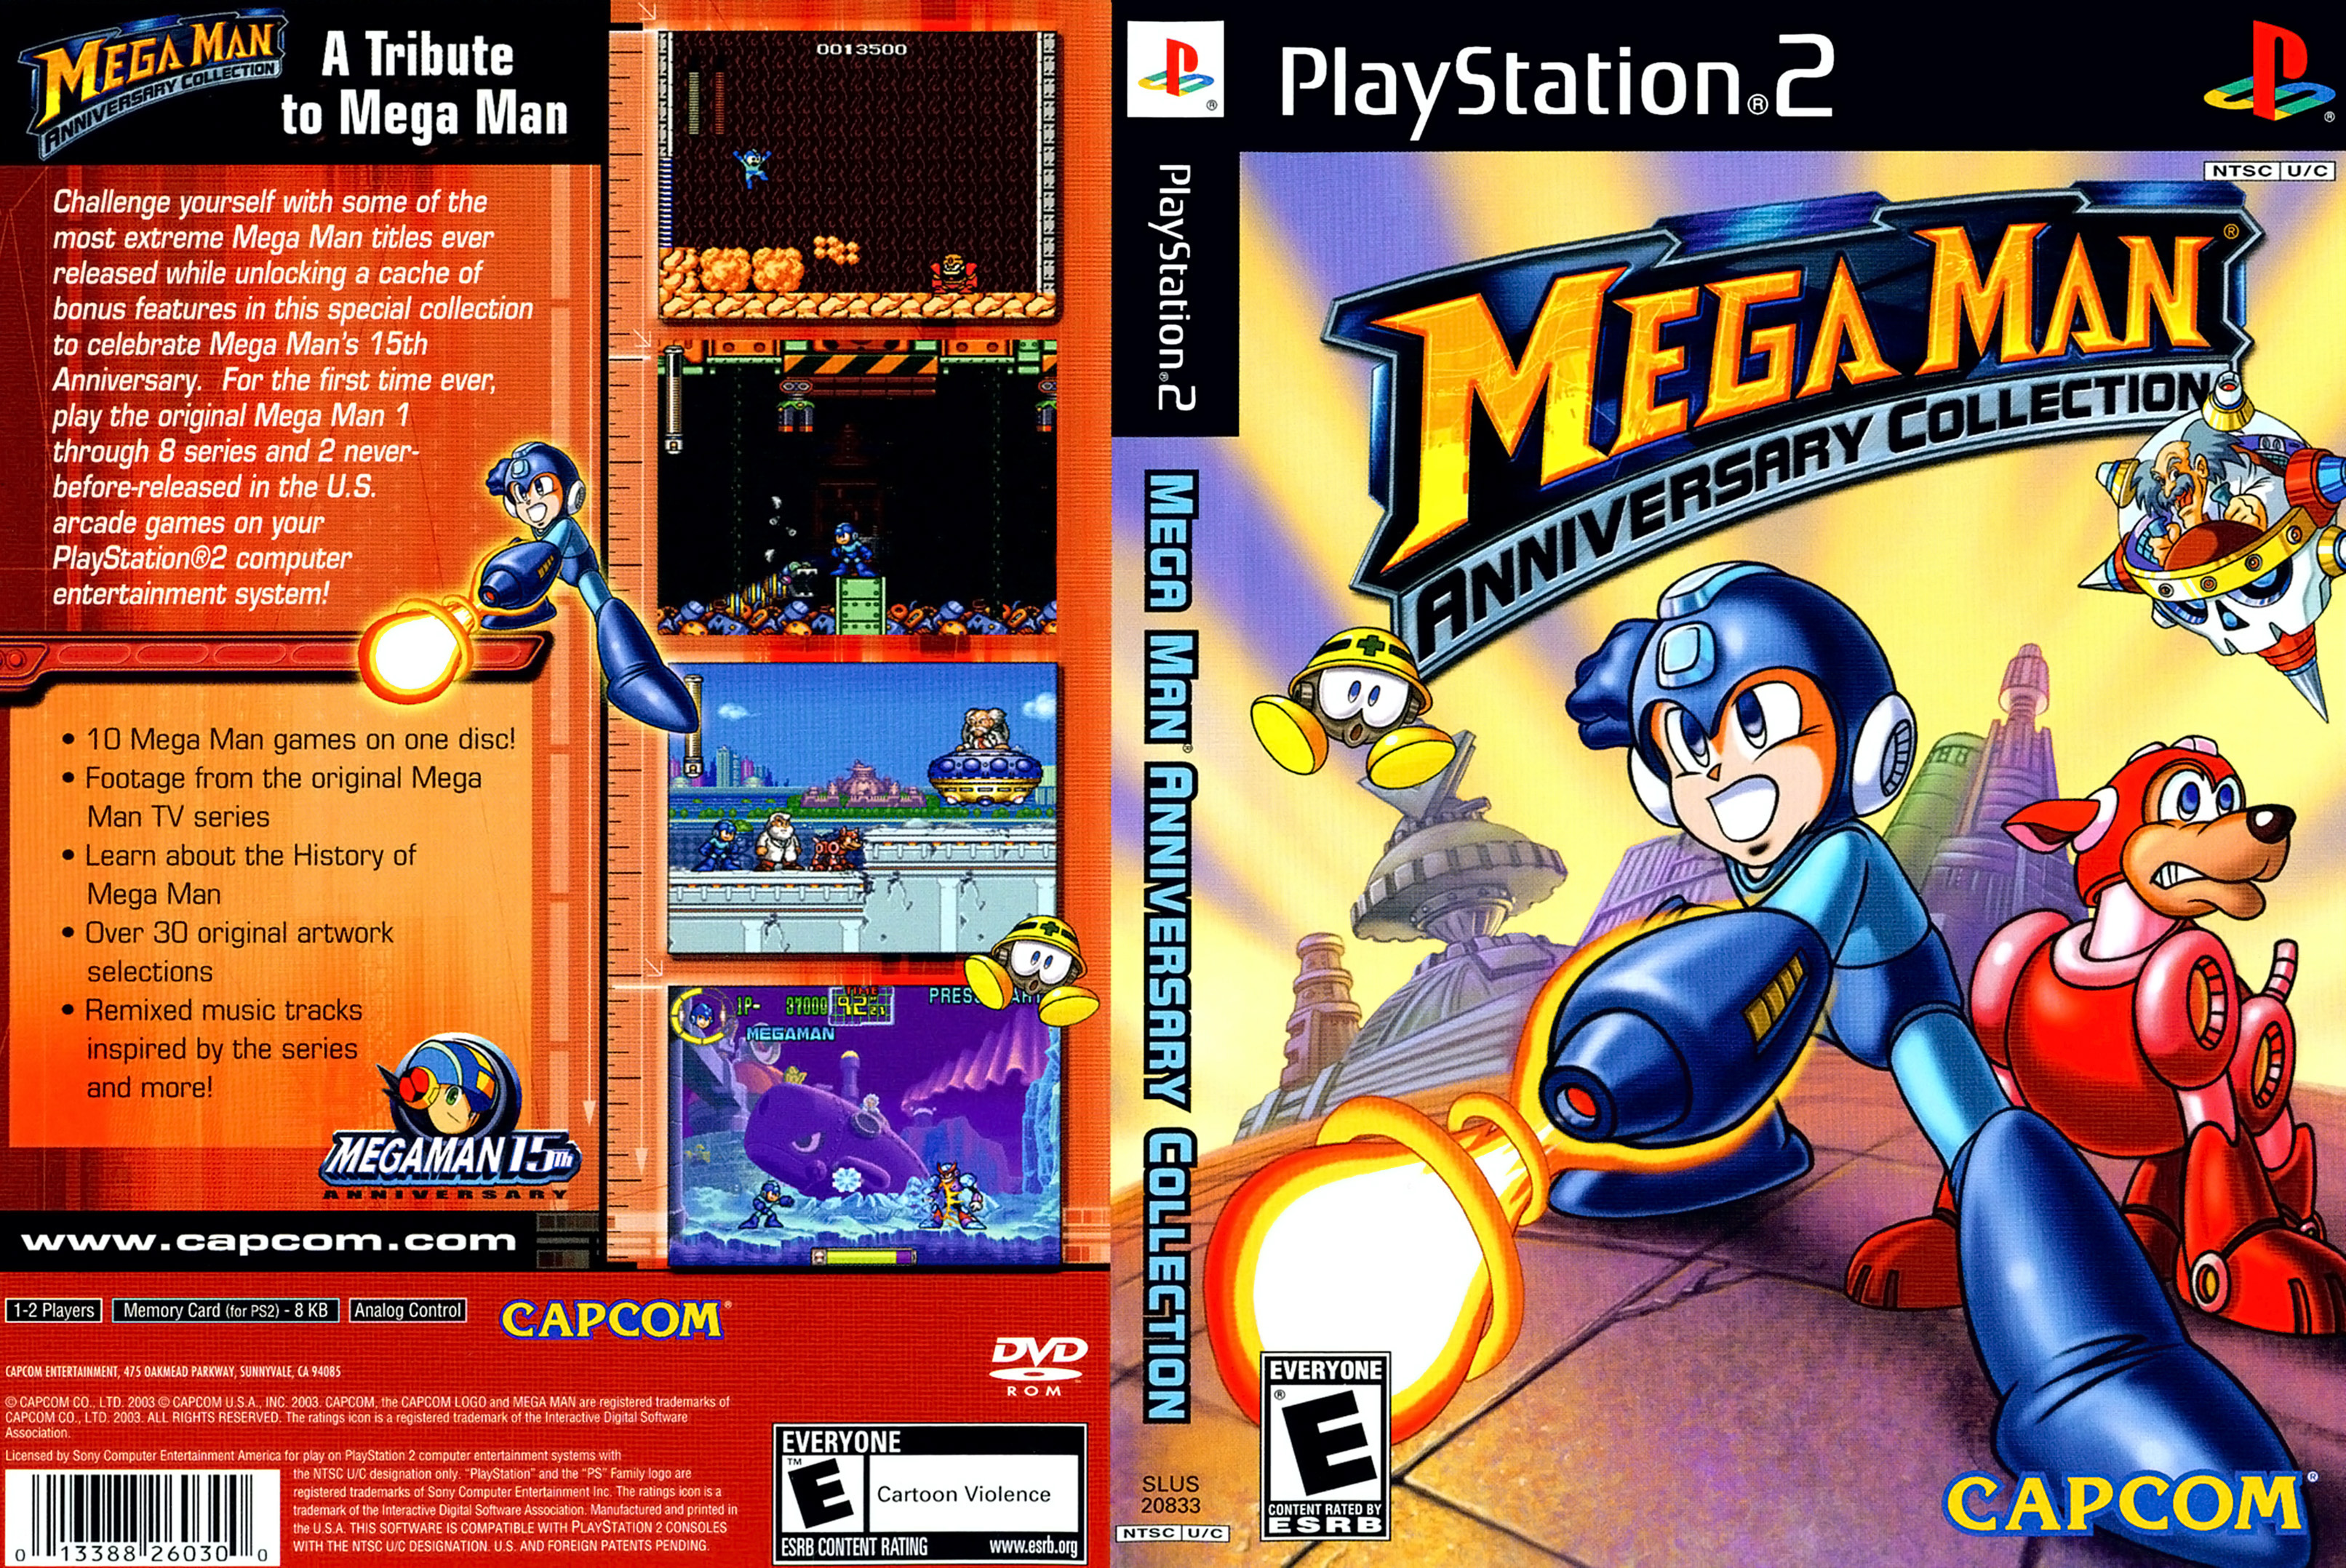 MEGA MAN
ANNIVERSARY COLLECTION
A Tribute
to Mega Man
Challenge yourself with some of the
most extreme Mega Man titles ever
released while unlocking a cache of
bonus features in this special collection
to celebrate Mega Man's 15th
Anniversary. For the first time ever,
play the original Mega Man 1
through 8 series and 2 never-
before-released in the U.S.
arcade games on your
PlayStation®2 computer
entertainment system!
• 10 Mega Man games on one disc!
• Footage from the original Mega
Man TV series
• Learn about the History of
Mega Man
• Over 30 original artwork
selections
• Remixed music tracks
inspired by the series
and more!
MEGAMAN 15th
ANNIVERSARY
www.capcom.com
0013500
1P- 37000
TIME
92
PRES
MEGAMAN
1-2 Players
Memory Card (for PS2) - 8 KB
Analog Control
CAPCOM®
DVD
ROM
CAPCOM ENTERTAINMENT, 475 OAKMEAD PARKWAY, SUNNYVALE, CA 94085
© CAPCOM CO., LTD. 2003 © CAPCOM U.S.A., INC. 2003. CAPCOM, the CAPCOM LOGO and MEGA MAN are registered trademarks of
CAPCOM CO., LTD. 2003. ALL RIGHTS RESERVED. The ratings icon is a registered trademark of the Interactive Digital Software
Association.
Licensed by Sony Computer Entertainment America for play on PlayStation 2 computer entertainment systems with
the NTSC U/C designation only. "PlayStation" and the "PS" Family logo are
registered trademarks of Sony Computer Entertainment Inc. The ratings icon is a
trademark of the Interactive Digital Software Association. Manufactured and printed in
the U.S.A. THIS SOFTWARE IS COMPATIBLE WITH PLAYSTATION 2 CONSOLES
WITH THE NTSC U/C DESIGNATION. U.S. AND FOREIGN PATENTS PENDING.
0 13388 26030 0
EVERYONE
E™
Cartoon Violence
ESRB CONTENT RATING www.esrb.org
PlayStation®2
MEGA MAN® ANNIVERSARY COLLECTION
SLUS
20833
NTSC U/C
PlayStation®2
NTSC U/C
MEGA MAN®
ANNIVERSARY COLLECTION
EVERYONE
E®
CONTENT RATED BY
ESRB
CAPCOM®